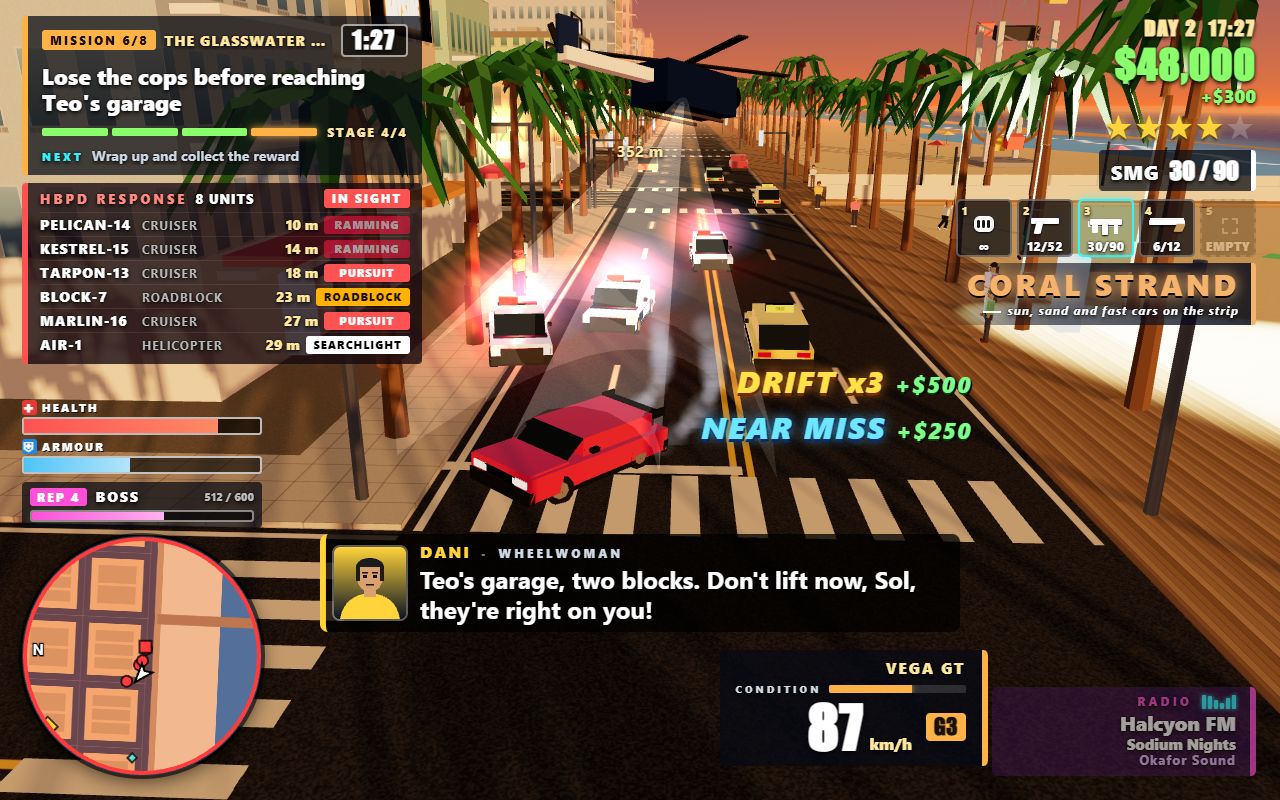 MISSION 6/8 THE GLASSWATER ... 1:27
Lose the cops before reaching
Teo's garage
STAGE 4/4
NEXT Wrap up and collect the reward
HBPD RESPONSE 8 UNITS IN SIGHT
PELICAN-14 CRUISER 10 m RAMMING
KESTREL-15 CRUISER 14 m RAMMING
TARPON-13 CRUISER 18 m PURSUIT
BLOCK-7 ROADBLOCK 23 m ROADBLOCK
MARLIN-16 CRUISER 27 m PURSUIT
AIR-1 HELICOPTER 29 m SEARCHLIGHT
HEALTH
ARMOUR
REP 4 BOSS 512 / 600
N
352 m
DAY 2 17:27
$48,000
+$300
SMG 30 / 90
1 2 3 4 5
∞ 12/52 30/90 6/12 EMPTY
CORAL STRAND
— sun, sand and fast cars on the strip
DRIFT x3 +$500
NEAR MISS +$250
DANI - WHEELWOMAN
Teo's garage, two blocks. Don't lift now, Sol,
they're right on you!
VEGA GT
CONDITION
87 km/h G3
RADIO
Halcyon FM
Sodium Nights
Okafor Sound